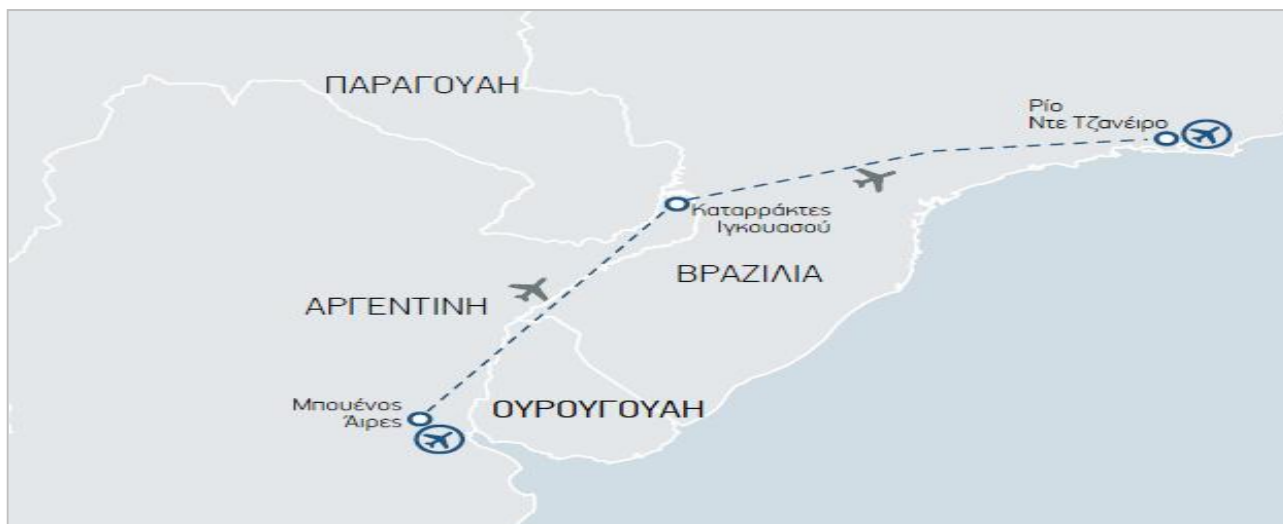 ΠΑΡΑΓΟΥΑΗ
Ρίο
Ντε Τζανέιρο
Καταρράκτες
Ιγκουασού
ΒΡΑΖΙΛΙΑ
ΑΡΓΕΝΤΙΝΗ
Μπουένος
Άιρες
ΟΥΡΟΥΓΟΥΑΗ